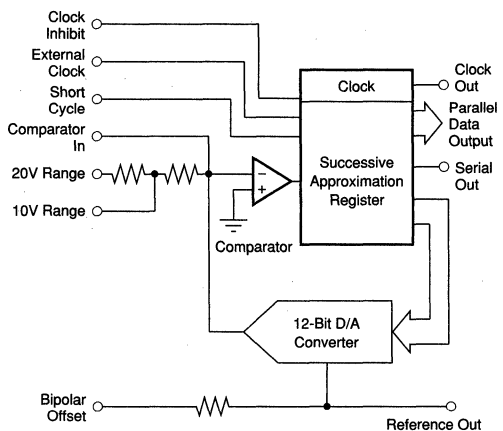 Clock
Inhibit
External
Clock
Short
Cycle
Comparator
In
20V Range
10V Range
Clock
Successive
Approximation
Register
−
+
Comparator
Clock
Out
Parallel
Data
Output
Serial
Out
12-Bit D/A
Converter
Bipolar
Offset
Reference Out